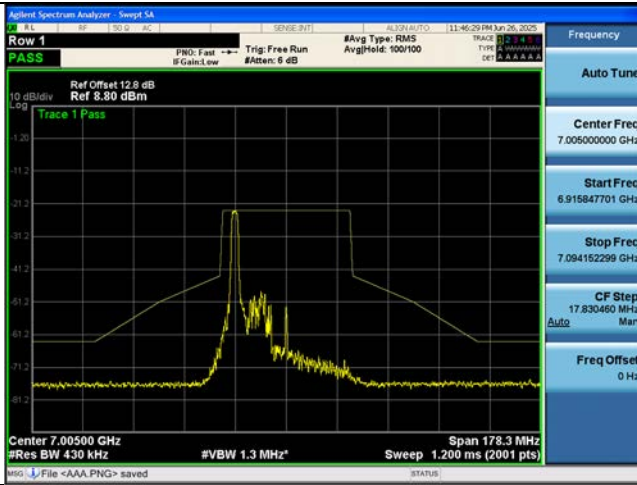 Agilent Spectrum Analyzer - Swept SA
RL RF 50 Ω AC SENSE:INT ALIGN AUTO 11:46:29 PM Jun 26, 2025
Row 1
PASS
PNO: Fast
IFGain:Low
Trig: Free Run
#Atten: 6 dB
#Avg Type: RMS
Avg|Hold: 100/100
TRACE 1 2 3 4 5 6
TYPE A
DET A A A A A A
Ref Offset 12.8 dB
Ref 8.80 dBm
10 dB/div
Log
Trace 1 Pass
-1.20
-11.2
-21.2
-31.2
-41.2
-51.2
-61.2
-71.2
-81.2
Center 7.00500 GHz
#Res BW 430 kHz
#VBW 1.3 MHz*
Span 178.3 MHz
Sweep 1.200 ms (2001 pts)
MSG File <AAA.PNG> saved STATUS
Frequency
Auto Tune
Center Freq
7.005000000 GHz
Start Freq
6.915847701 GHz
Stop Freq
7.094152299 GHz
CF Step
17.830460 MHz
Auto Man
Freq Offset
0 Hz